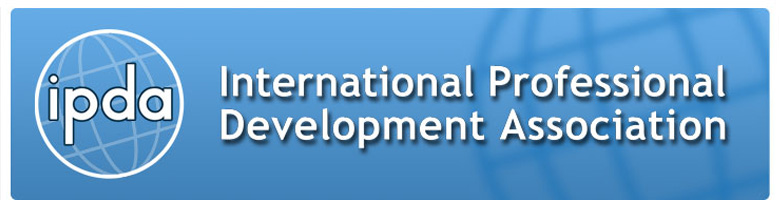 ipda
International Professional
Development Association